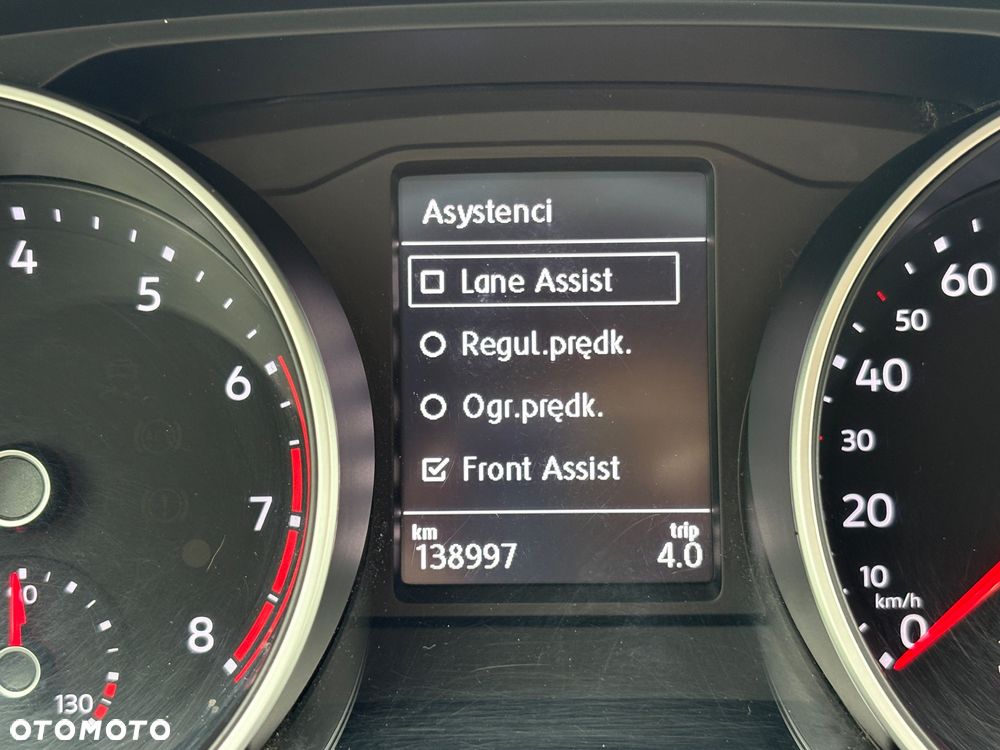 Asystenci
Lane Assist
Regul.prędk.
Ogr.prędk.
Front Assist
km trip
138997 4.0
4
5
6
7
8
130
60
50
40
30
20
10
km/h
0
OTOMOTO